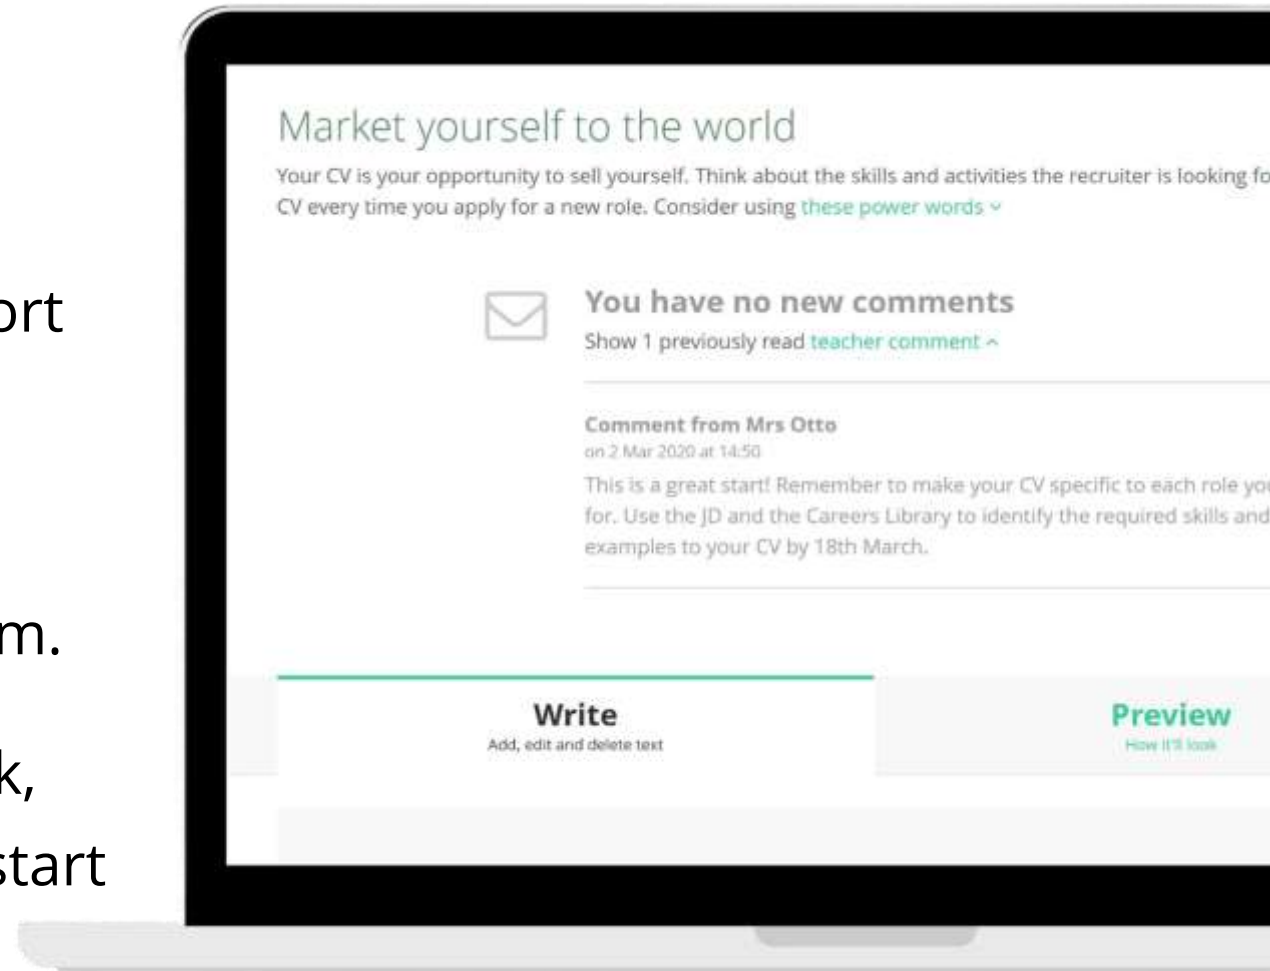 ort
m.
k,
start
Market yourself to the world
Your CV is your opportunity to sell yourself. Think about the skills and activities the recruiter is looking fo
CV every time you apply for a new role. Consider using these power words
You have no new comments
Show 1 previously read teacher comment
Comment from Mrs Otto
on 2 Mar 2020 at 14:50
This is a great start! Remember to make your CV specific to each role you
for. Use the JD and the Careers Library to identify the required skills and
examples to your CV by 18th March.
Write
Add, edit and delete text
Preview
How it'll look